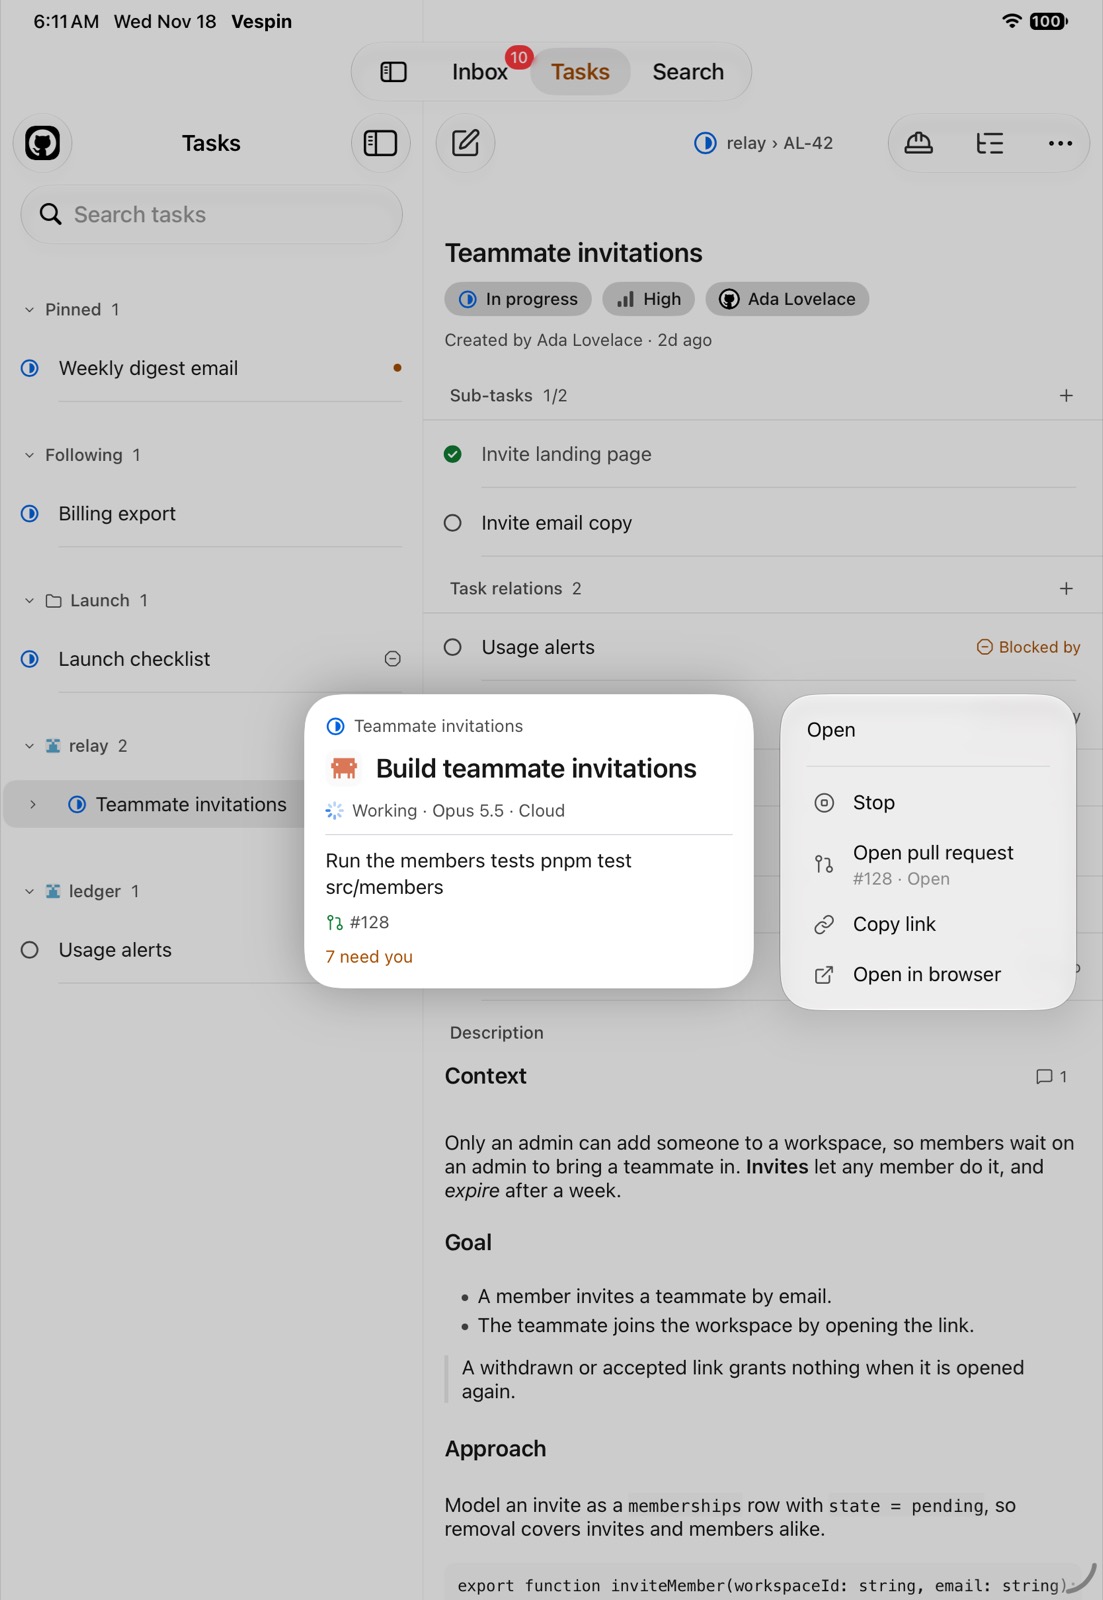 6:11 AM Wed Nov 18 Vespin
100
Inbox 10
Tasks
Search
Tasks
relay › AL-42
Search tasks
Pinned 1
Weekly digest email
Following 1
Billing export
Launch 1
Launch checklist
relay 2
Teammate invitations
ledger 1
Usage alerts
Teammate invitations
In progress
High
Ada Lovelace
Created by Ada Lovelace · 2d ago
Sub-tasks 1/2
Invite landing page
Invite email copy
Task relations 2
Usage alerts
Blocked by
Teammate invitations
Build teammate invitations
Working · Opus 5.5 · Cloud
Run the members tests pnpm test
src/members
#128
7 need you
Open
Stop
Open pull request
#128 · Open
Copy link
Open in browser
Description
Context
1
Only an admin can add someone to a workspace, so members wait on
an admin to bring a teammate in. Invites let any member do it, and
expire after a week.
Goal
• A member invites a teammate by email.
• The teammate joins the workspace by opening the link.
A withdrawn or accepted link grants nothing when it is opened
again.
Approach
Model an invite as a memberships row with state = pending, so
removal covers invites and members alike.
export function inviteMember(workspaceId: string, email: string)